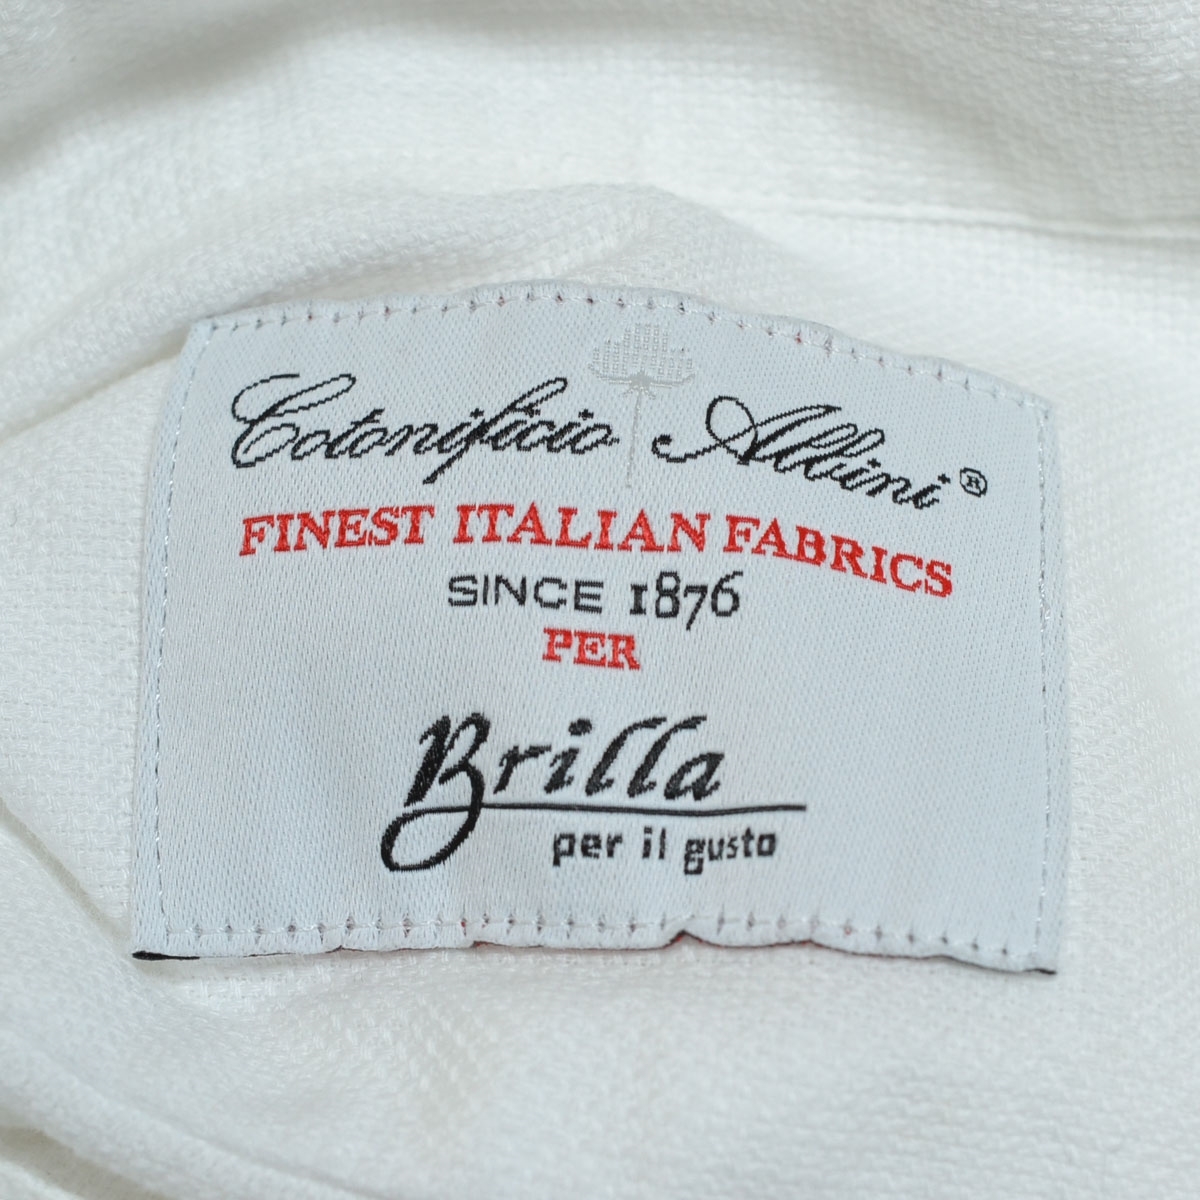 Cotonificio Albini®
FINEST ITALIAN FABRICS
SINCE 1876
PER
Brilla
per il gusto